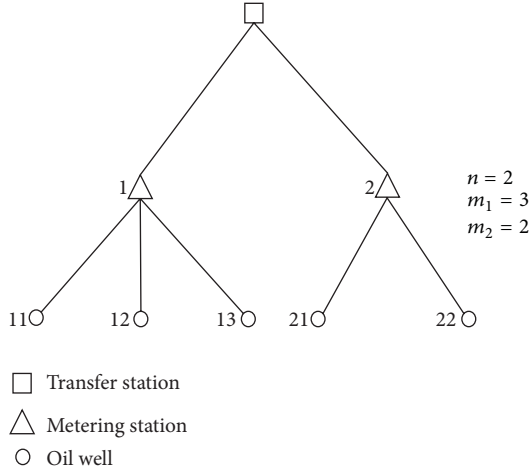 1
2
n = 2
m₁ = 3
m₂ = 2
11
12
13
21
22
Transfer station
Metering station
Oil well